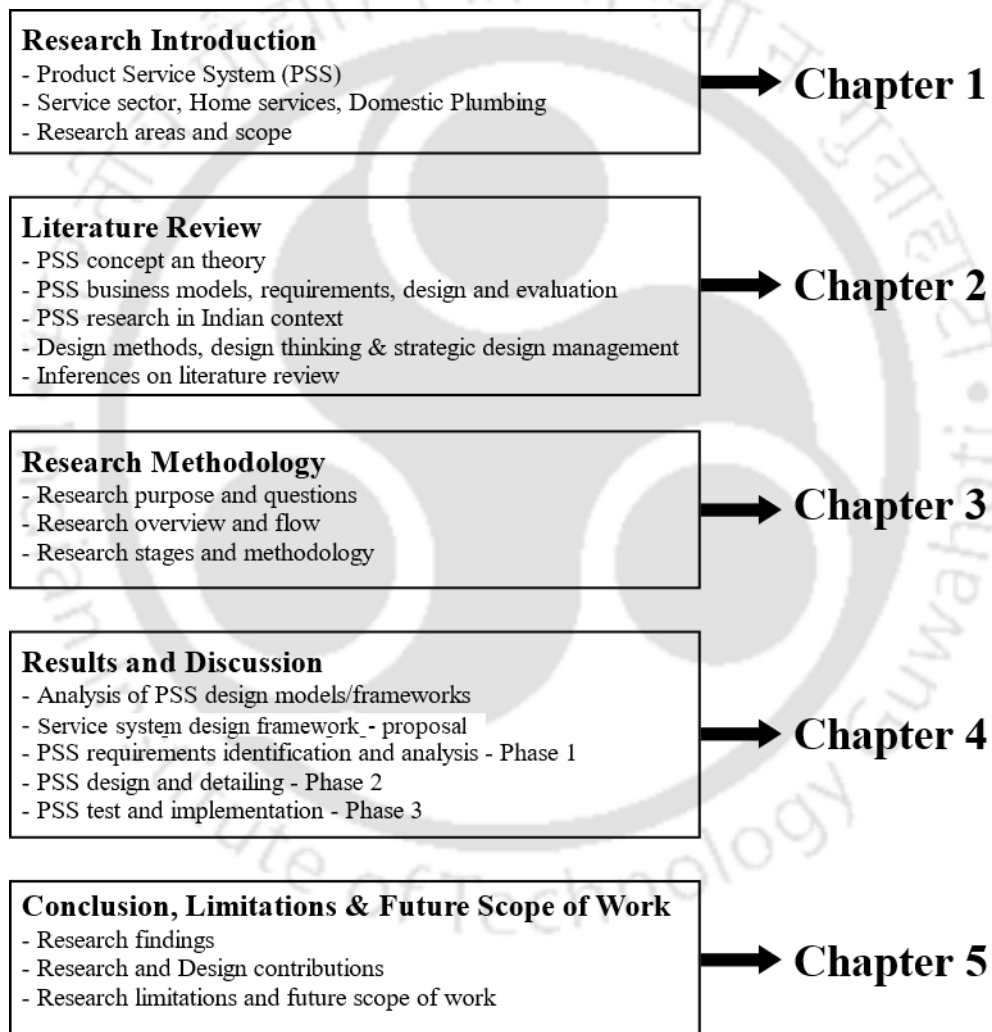 Research Introduction
- Product Service System (PSS)
- Service sector, Home services, Domestic Plumbing
- Research areas and scope
Chapter 1
Literature Review
- PSS concept an theory
- PSS business models, requirements, design and evaluation
- PSS research in Indian context
- Design methods, design thinking & strategic design management
- Inferences on literature review
Chapter 2
Research Methodology
- Research purpose and questions
- Research overview and flow
- Research stages and methodology
Chapter 3
Results and Discussion
- Analysis of PSS design models/frameworks
- Service system design framework - proposal
- PSS requirements identification and analysis - Phase 1
- PSS design and detailing - Phase 2
- PSS test and implementation - Phase 3
Chapter 4
Conclusion, Limitations & Future Scope of Work
- Research findings
- Research and Design contributions
- Research limitations and future scope of work
Chapter 5
of Technology Guwahati